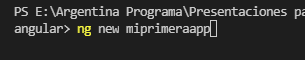 PS E:\Argentina Programa\Presentaciones pa
angular> ng new miprimeraapp